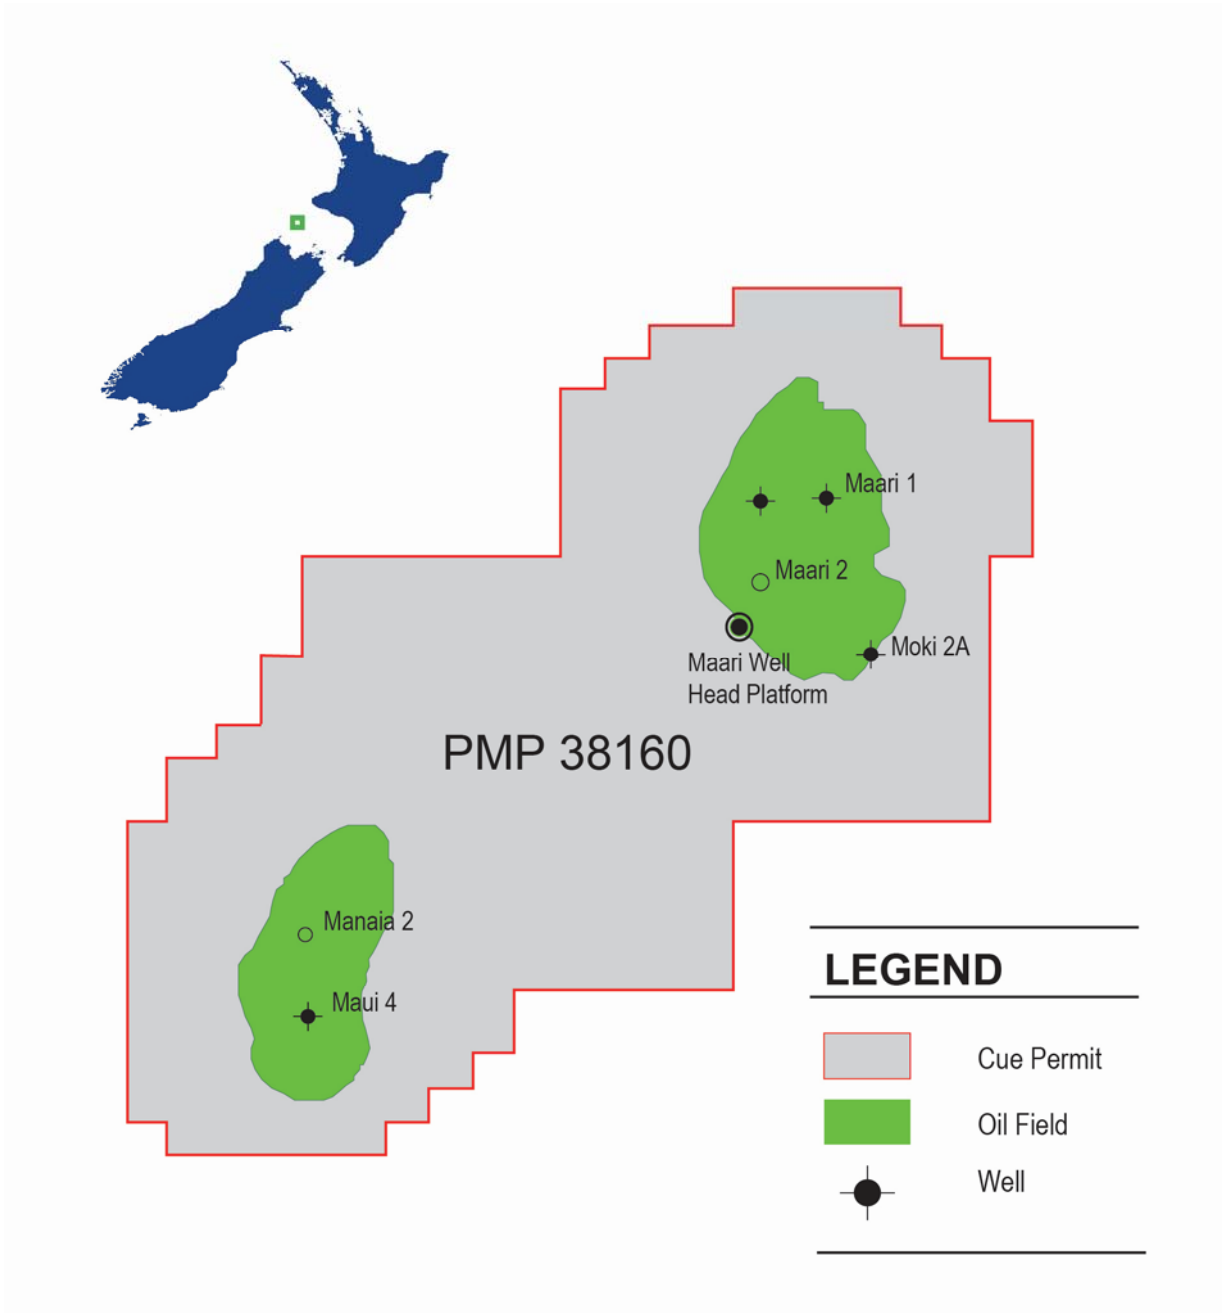 Maari 1
Maari 2
Moki 2A
Maari Well
Head Platform
PMP 38160
Manaia 2
Maui 4
LEGEND
Cue Permit
Oil Field
Well